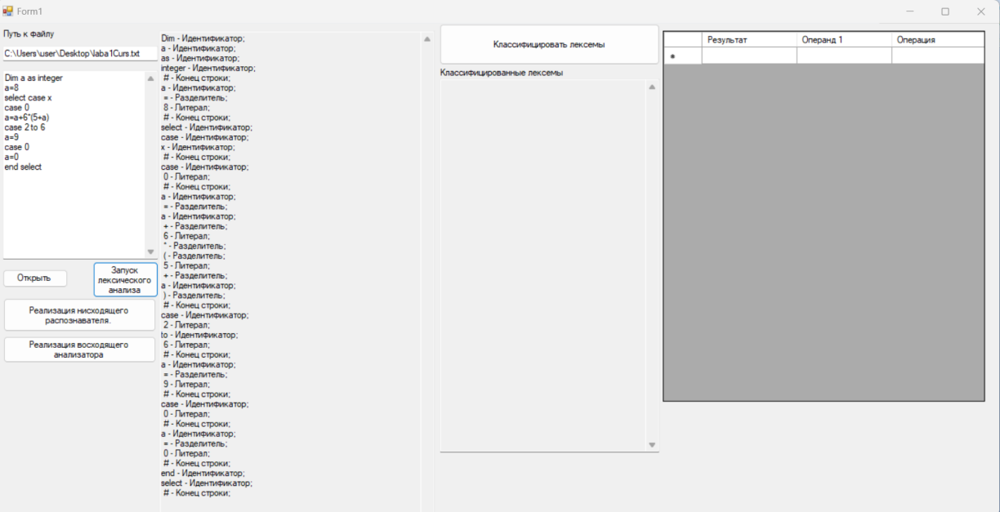 Form1
Путь к файлу
C:\Users\user\Desktop\laba1Curs.txt
Dim a as integer
a=8
select case x
case 0
a=a+6*(5+a)
case 2 to 6
a=9
case 0
a=0
end select
Открыть
Запуск
лексического
анализа
Реализация нисходящего
распознавателя.
Реализация восходящего
анализатора
Dim - Идентификатор;
a - Идентификатор;
as - Идентификатор;
integer - Идентификатор;
# - Конец строки;
a - Идентификатор;
= - Разделитель;
8 - Литерал;
# - Конец строки;
select - Идентификатор;
case - Идентификатор;
x - Идентификатор;
# - Конец строки;
case - Идентификатор;
0 - Литерал;
# - Конец строки;
a - Идентификатор;
= - Разделитель;
a - Идентификатор;
+ - Разделитель;
6 - Литерал;
* - Разделитель;
( - Разделитель;
5 - Литерал;
+ - Разделитель;
a - Идентификатор;
) - Разделитель;
# - Конец строки;
case - Идентификатор;
2 - Литерал;
to - Идентификатор;
6 - Литерал;
# - Конец строки;
a - Идентификатор;
= - Разделитель;
9 - Литерал;
# - Конец строки;
case - Идентификатор;
0 - Литерал;
# - Конец строки;
a - Идентификатор;
= - Разделитель;
0 - Литерал;
# - Конец строки;
end - Идентификатор;
select - Идентификатор;
# - Конец строки;
Классифицировать лексемы
Классифицированные лексемы
Результат Операнд 1 Операция